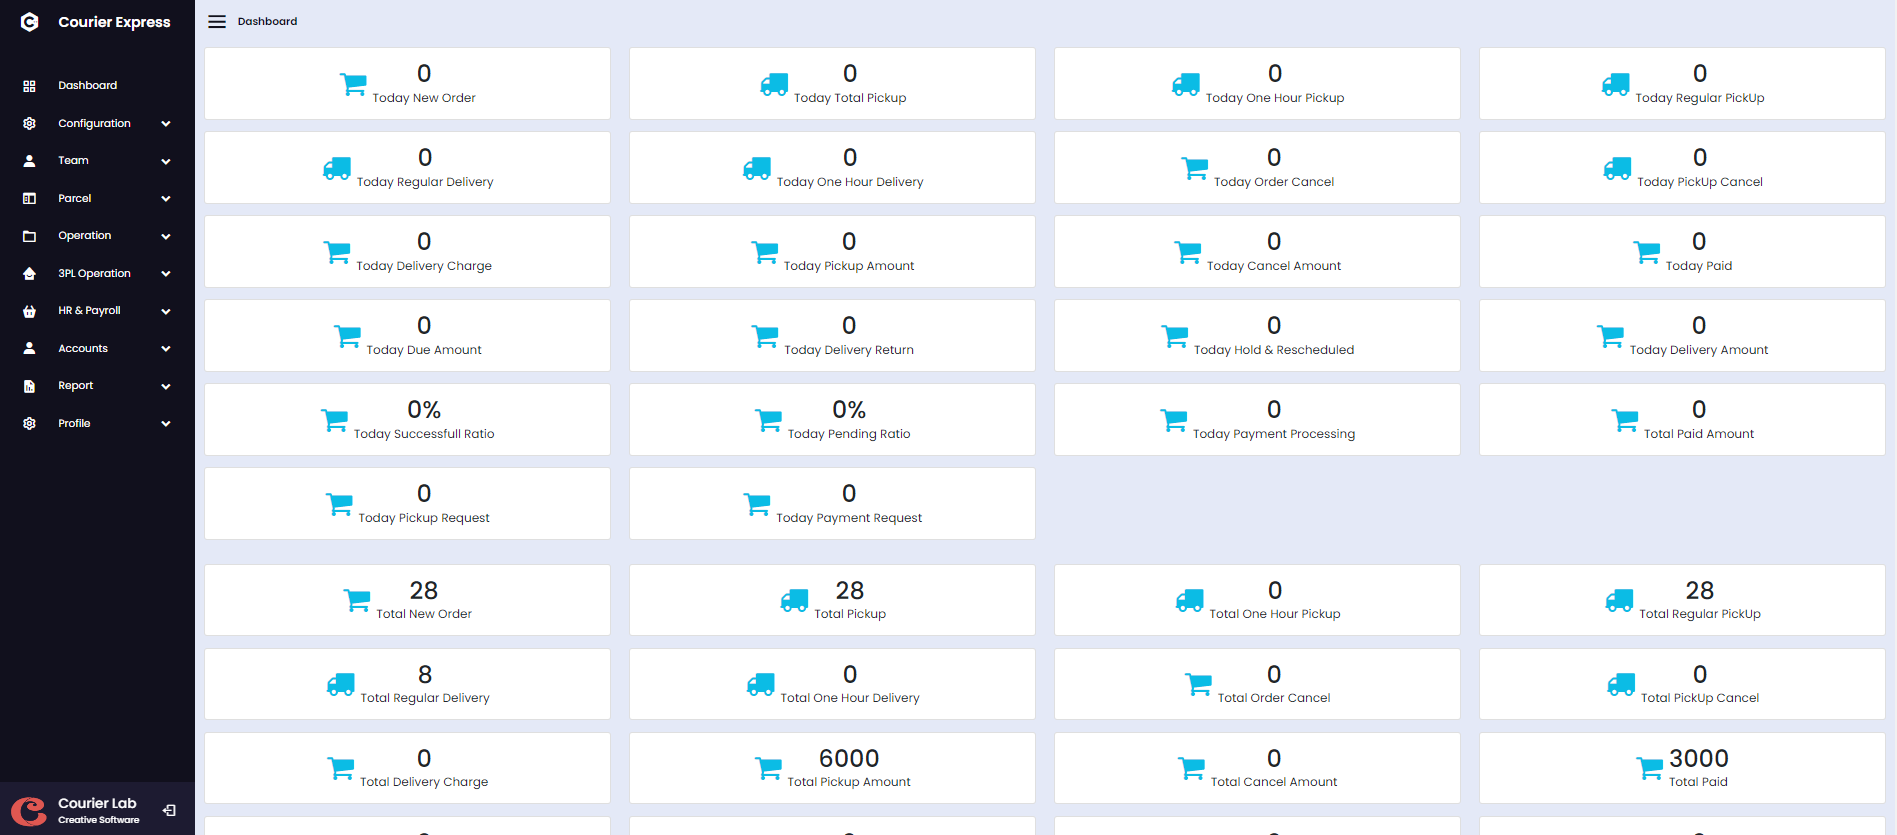 Courier Express
Dashboard
Configuration
Team
Parcel
Operation
3PL Operation
HR & Payroll
Accounts
Report
Profile
Courier Lab
Creative Software
Dashboard
0
Today New Order
0
Today Total Pickup
0
Today One Hour Pickup
0
Today Regular PickUp
0
Today Regular Delivery
0
Today One Hour Delivery
0
Today Order Cancel
0
Today PickUp Cancel
0
Today Delivery Charge
0
Today Pickup Amount
0
Today Cancel Amount
0
Today Paid
0
Today Due Amount
0
Today Delivery Return
0
Today Hold & Rescheduled
0
Today Delivery Amount
0%
Today Successfull Ratio
0%
Today Pending Ratio
0
Today Payment Processing
0
Total Paid Amount
0
Today Pickup Request
0
Today Payment Request
28
Total New Order
28
Total Pickup
0
Total One Hour Pickup
28
Total Regular PickUp
8
Total Regular Delivery
0
Total One Hour Delivery
0
Total Order Cancel
0
Total PickUp Cancel
0
Total Delivery Charge
6000
Total Pickup Amount
0
Total Cancel Amount
3000
Total Paid